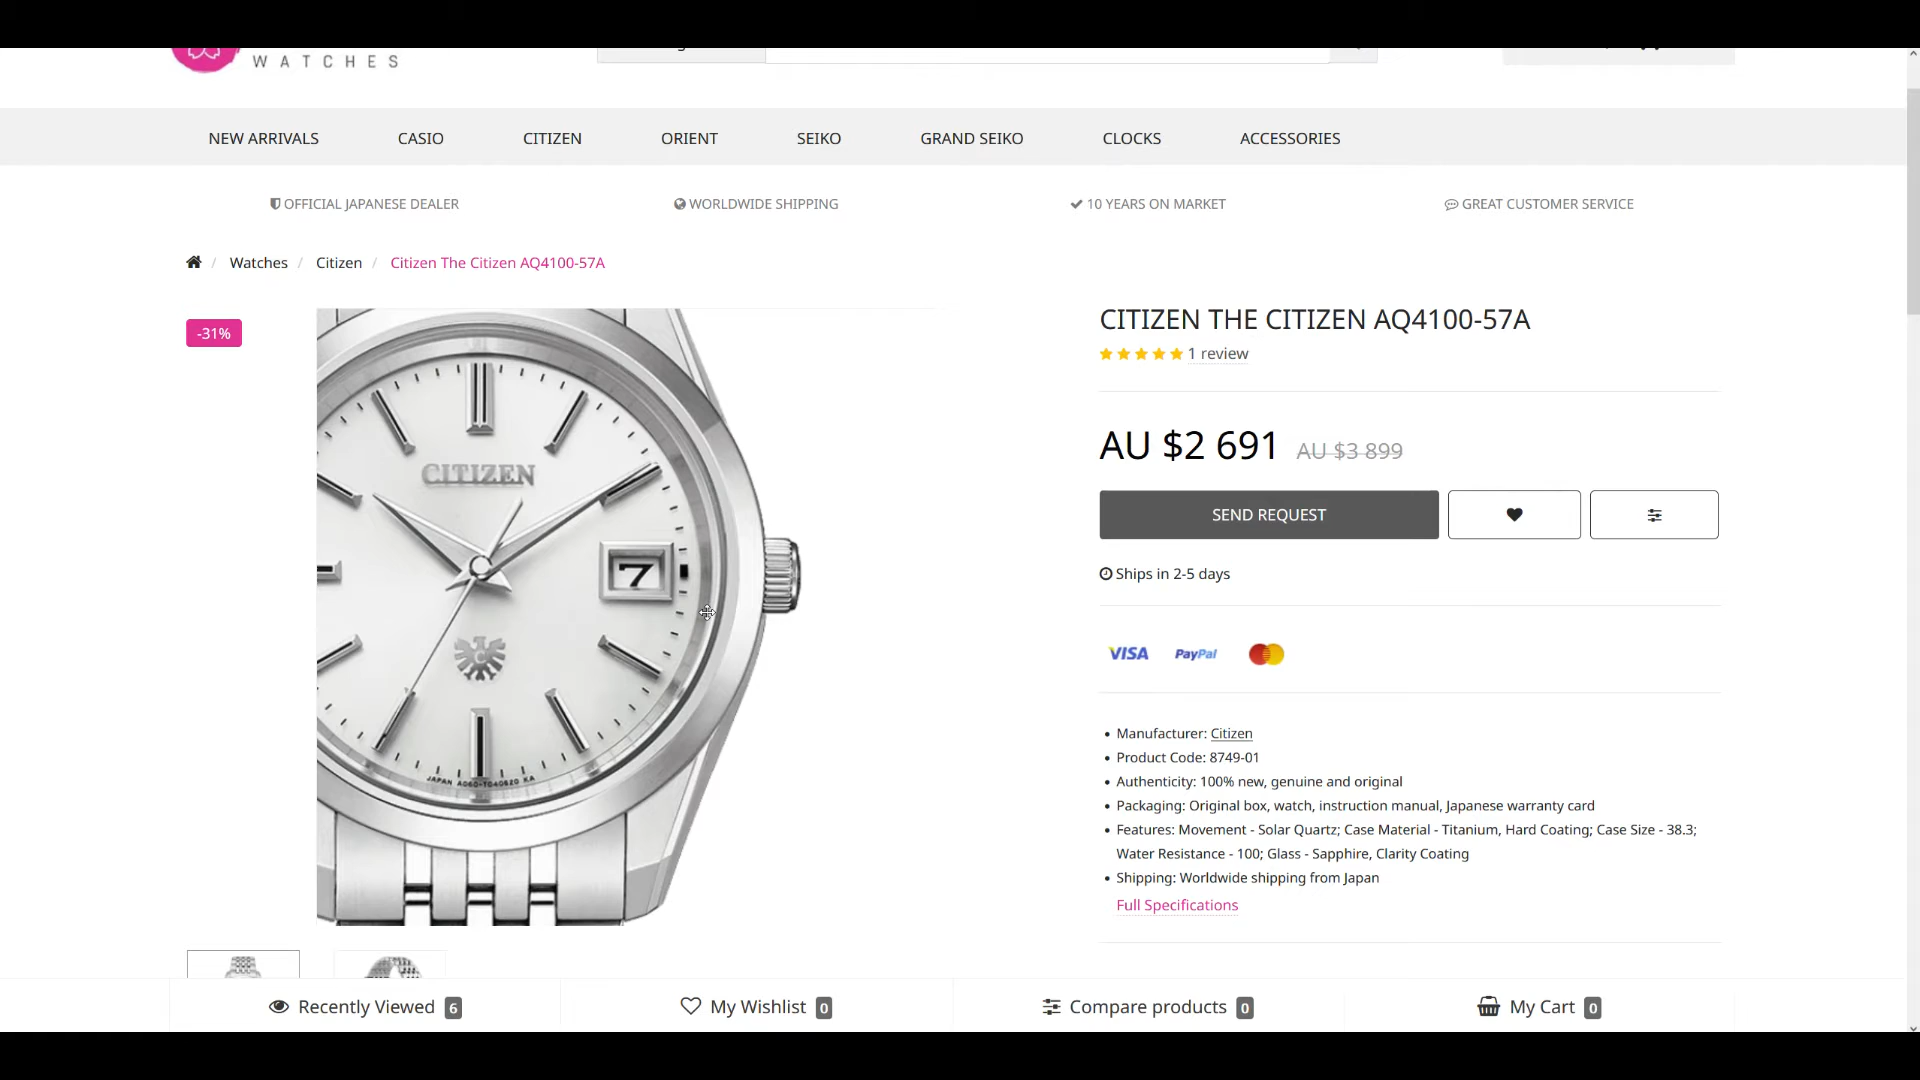 WATCHES
NEW ARRIVALS
CASIO
CITIZEN
ORIENT
SEIKO
GRAND SEIKO
CLOCKS
ACCESSORIES
OFFICIAL JAPANESE DEALER
WORLDWIDE SHIPPING
10 YEARS ON MARKET
GREAT CUSTOMER SERVICE
/ Watches / Citizen / Citizen The Citizen AQ4100-57A
-31%
CITIZEN
7
JAPAN A060-T040620 KA
CITIZEN THE CITIZEN AQ4100-57A
1 review
AU $2 691 AU $3 899
SEND REQUEST
Ships in 2-5 days
VISA PayPal
• Manufacturer: Citizen
• Product Code: 8749-01
• Authenticity: 100% new, genuine and original
• Packaging: Original box, watch, instruction manual, Japanese warranty card
• Features: Movement - Solar Quartz; Case Material - Titanium, Hard Coating; Case Size - 38.3;
Water Resistance - 100; Glass - Sapphire, Clarity Coating
• Shipping: Worldwide shipping from Japan
Full Specifications
Recently Viewed 6
My Wishlist 0
Compare products 0
My Cart 0